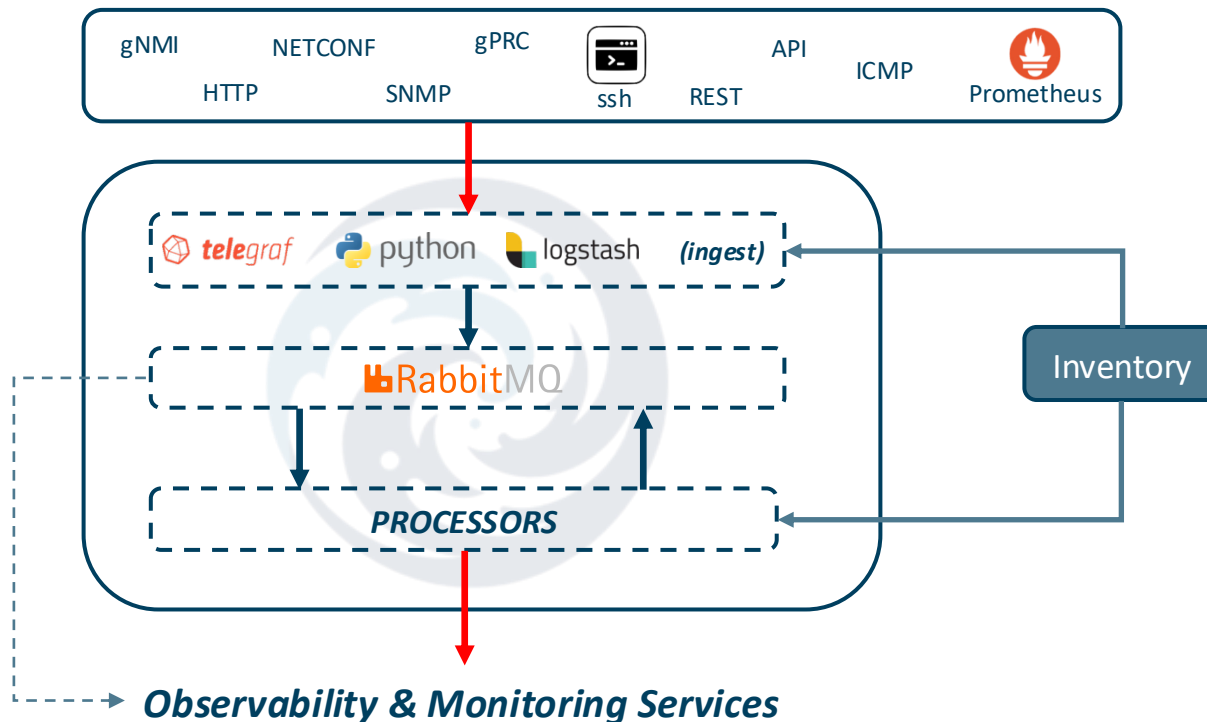 gNMI NETCONF gPRC API ICMP
HTTP SNMP ssh REST Prometheus
telegraf python logstash (ingest)
RabbitMQ
Inventory
PROCESSORS
Observability & Monitoring Services